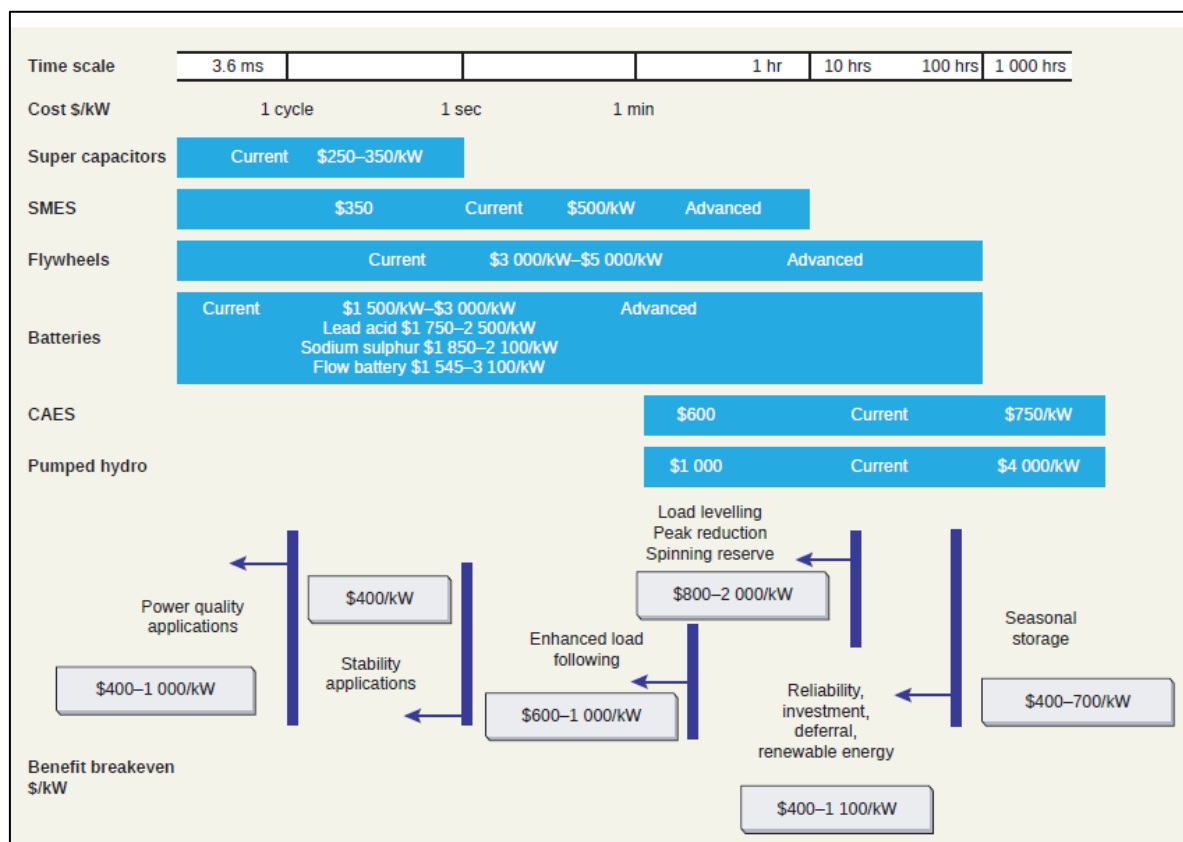 Time scale 3.6 ms 1 hr 10 hrs 100 hrs 1 000 hrs
Cost $/kW 1 cycle 1 sec 1 min
Super capacitors Current $250–350/kW
SMES $350 Current $500/kW Advanced
Flywheels Current $3 000/kW–$5 000/kW Advanced
Batteries
Current $1 500/kW–$3 000/kW Advanced
Lead acid $1 750–2 500/kW
Sodium sulphur $1 850–2 100/kW
Flow battery $1 545–3 100/kW
CAES $600 Current $750/kW
Pumped hydro $1 000 Current $4 000/kW
Load levelling
Peak reduction
Spinning reserve
$800–2 000/kW
Power quality
applications
$400–1 000/kW
$400/kW
Stability
applications
Enhanced load
following
$600–1 000/kW
Reliability,
investment,
deferral,
renewable energy
$400–1 100/kW
Seasonal
storage
$400–700/kW
Benefit breakeven
$/kW